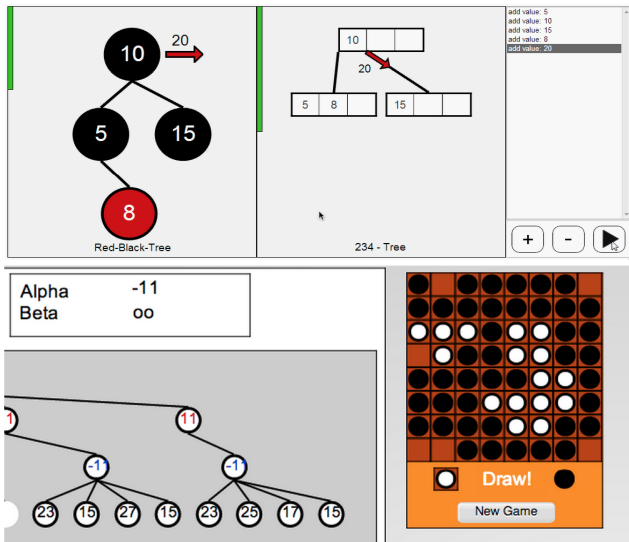 10
20
5
15
8
Red-Black-Tree
10
20
5 8
15
234 - Tree
add value: 5
add value: 10
add value: 15
add value: 8
add value: 20
+ -
Alpha -11
Beta oo
1
11
-11
-11
23 15 27 15 23 25 17 15
Draw!
New Game